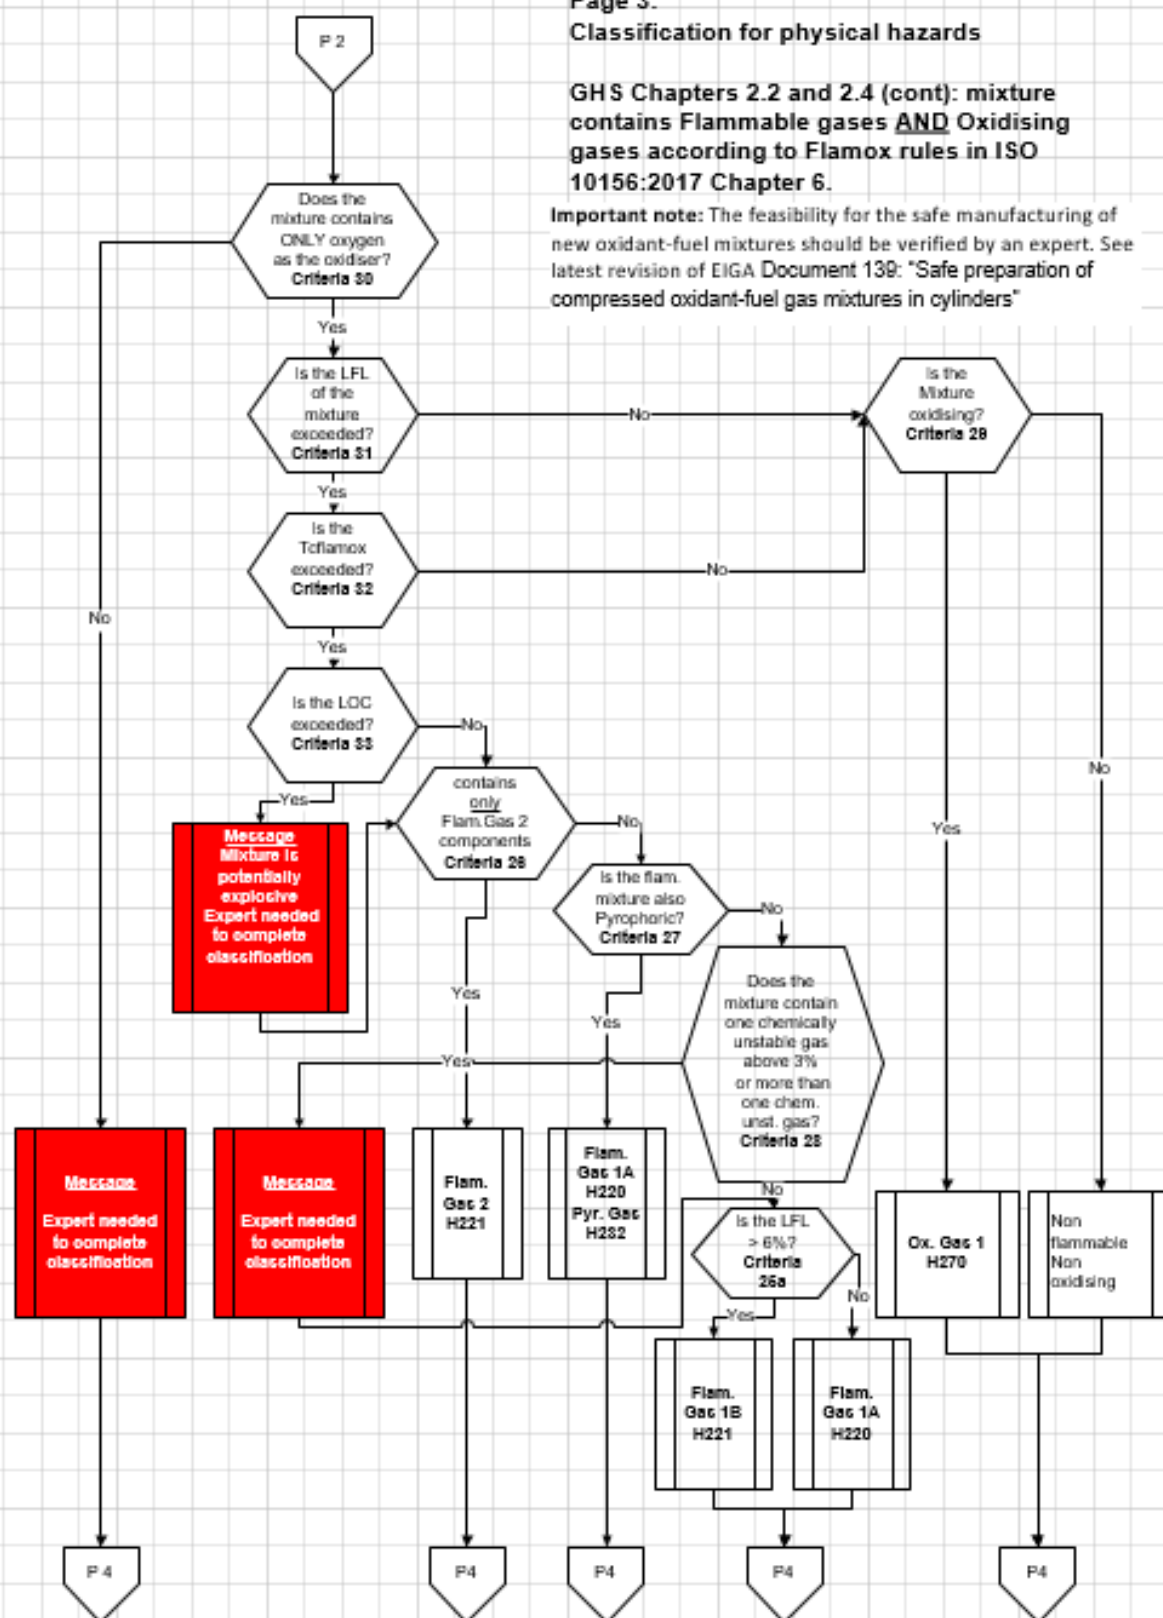 Page 3:
Classification for physical hazards
GHS Chapters 2.2 and 2.4 (cont): mixture
contains Flammable gases AND Oxidising
gases according to Flamox rules in ISO
10156:2017 Chapter 6.
Important note: The feasibility for the safe manufacturing of
new oxidant-fuel mixtures should be verified by an expert. See
latest revision of EIGA Document 139: "Safe preparation of
compressed oxidant-fuel gas mixtures in cylinders"
P 2
Does the
mixture contains
ONLY oxygen
as the oxidiser?
Criteria 30
Yes
No
Is the LFL
of the
mixture
exceeded?
Criteria 31
No
Yes
Is the
Mixture
oxidising?
Criteria 29
Is the
Tcflamox
exceeded?
Criteria 32
No
Yes
Is the LOC
exceeded?
Criteria 33
No
Yes
Message
Mixture is
potentially
explosive
Expert needed
to complete
classification
contains
only
Flam.Gas 2
components
Criteria 26
No
Yes
Is the flam.
mixture also
Pyrophoric?
Criteria 27
No
Yes
Does the
mixture contain
one chemically
unstable gas
above 3%
or more than
one chem.
unst. gas?
Criteria 28
Yes
No
Yes
No
Message
Expert needed
to complete
classification
Message
Expert needed
to complete
classification
Flam.
Gas 2
H221
Flam.
Gas 1A
H220
Pyr. Gas
H232
Is the LFL
> 6%?
Criteria
25a
Yes
No
Ox. Gas 1
H270
Non
flammable
Non
oxidising
Flam.
Gas 1B
H221
Flam.
Gas 1A
H220
P 4
P4
P4
P4
P4